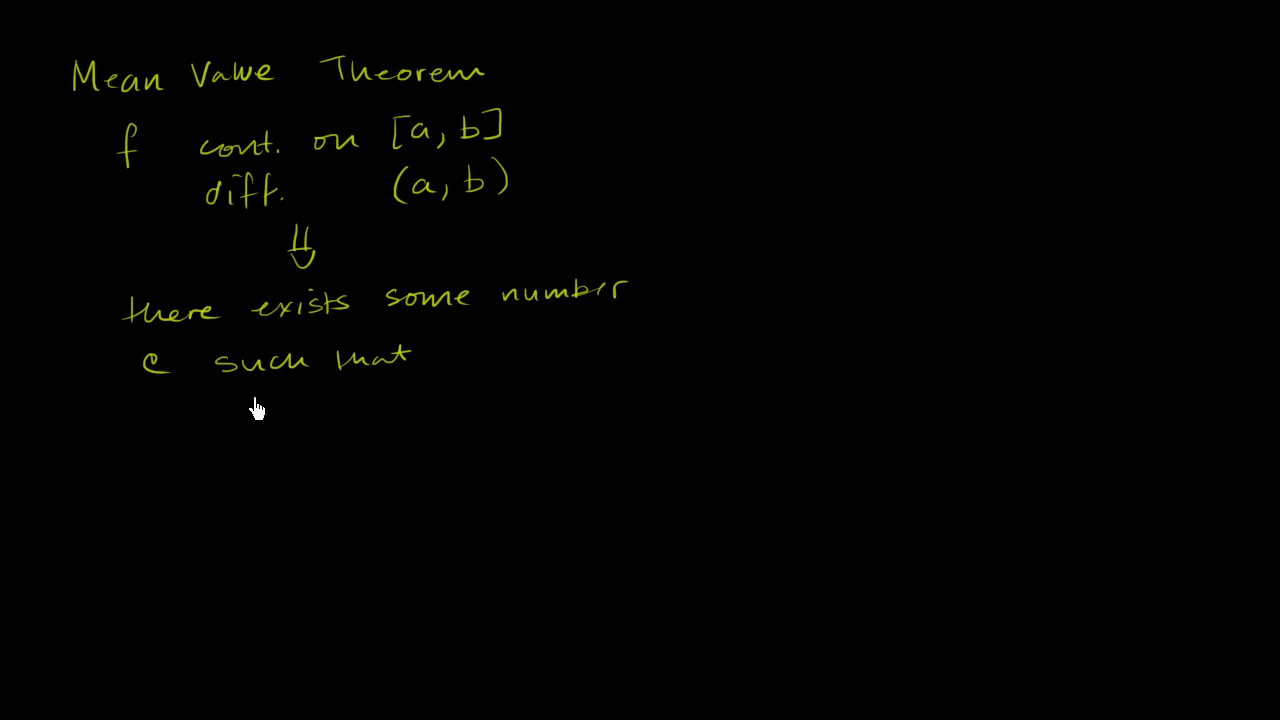 Mean Value Theorem
f cont. on [a, b]
diff. (a, b)
⇓
there exists some number
c such that